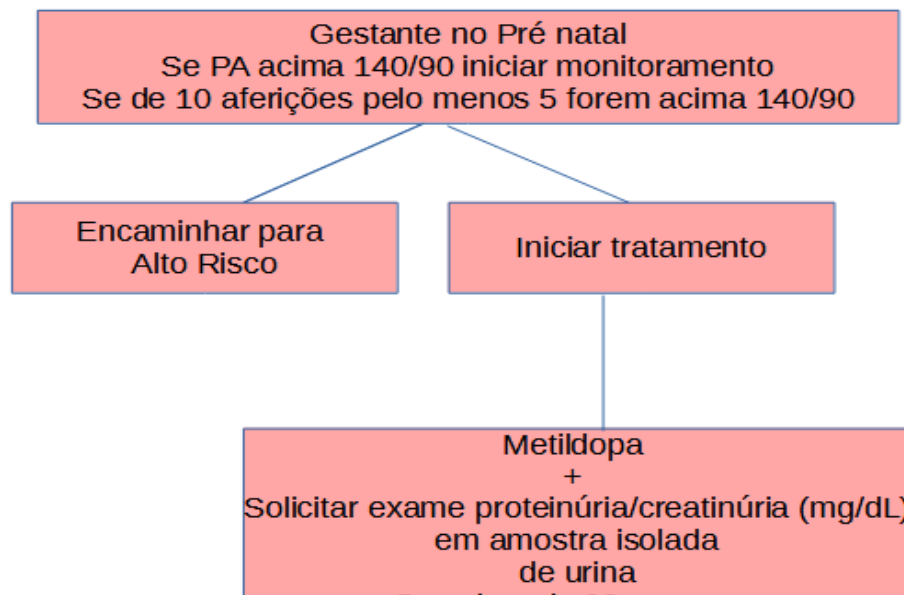 Gestante no Pré natal
Se PA acima 140/90 iniciar monitoramento
Se de 10 aferições pelo menos 5 forem acima 140/90
Encaminhar para
Alto Risco
Iniciar tratamento
Metildopa
+
Solicitar exame proteinúria/creatinúria (mg/dL)
em amostra isolada
de urina